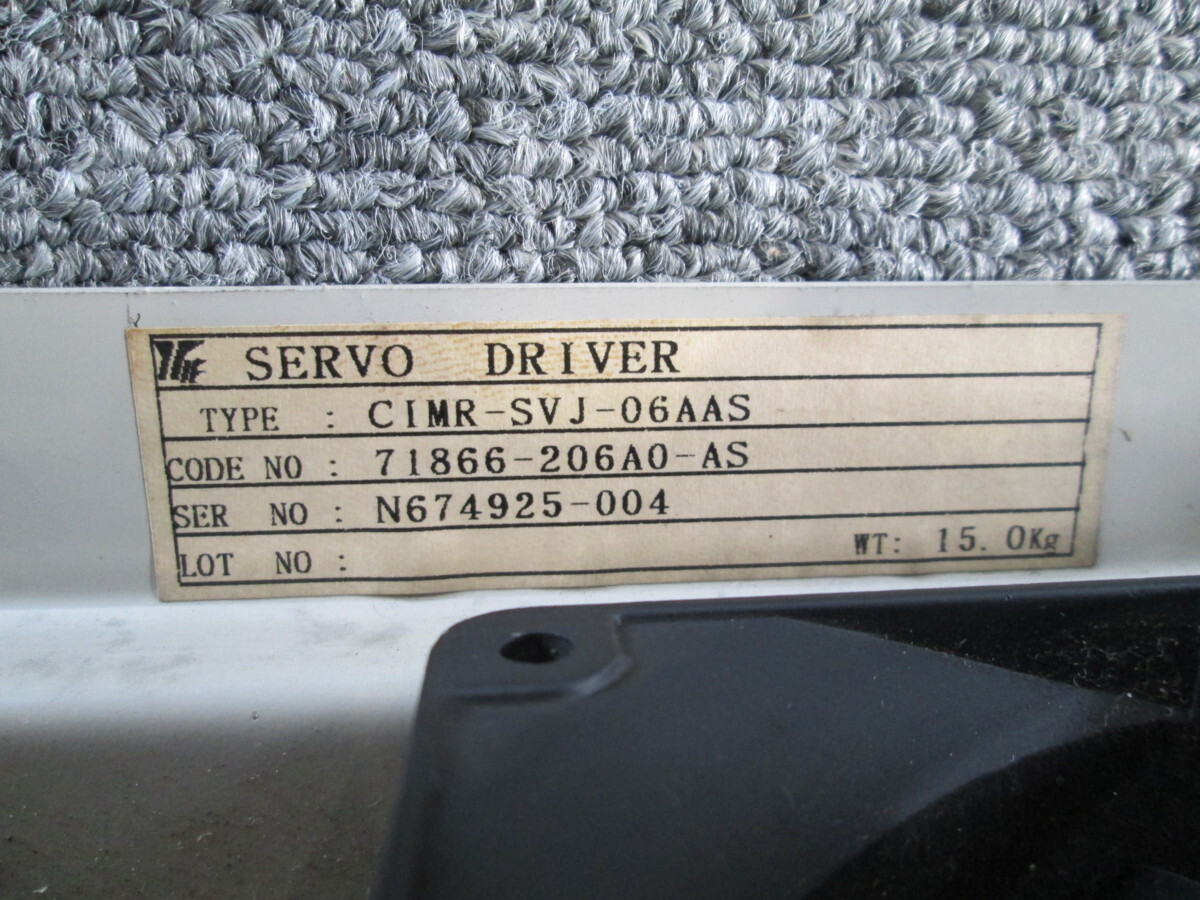 SERVO DRIVER
TYPE : CIMR-SVJ-06AAS
CODE NO : 71866-206A0-AS
SER NO : N674925-004
LOT NO :
WT: 15.0Kg